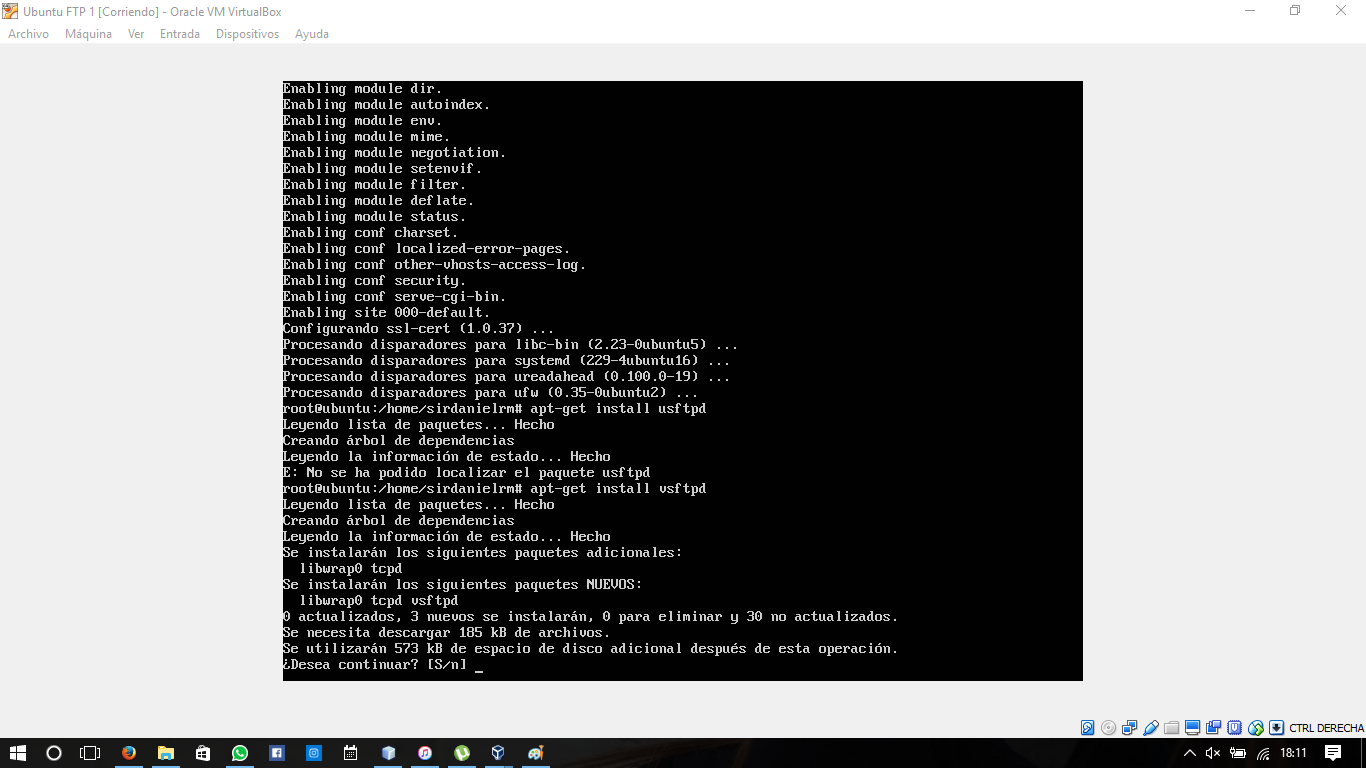 Ubuntu FTP 1 [Corriendo] - Oracle VM VirtualBox
Archivo Máquina Ver Entrada Dispositivos Ayuda
Enabling module dir.
Enabling module autoindex.
Enabling module env.
Enabling module mime.
Enabling module negotiation.
Enabling module setenvif.
Enabling module filter.
Enabling module deflate.
Enabling module status.
Enabling conf charset.
Enabling conf localized-error-pages.
Enabling conf other-vhosts-access-log.
Enabling conf security.
Enabling conf serve-cgi-bin.
Enabling site 000-default.
Configurando ssl-cert (1.0.37) ...
Procesando disparadores para libc-bin (2.23-0ubuntu5) ...
Procesando disparadores para systemd (229-4ubuntu16) ...
Procesando disparadores para ureadahead (0.100.0-19) ...
Procesando disparadores para ufw (0.35-0ubuntu2) ...
root@ubuntu:/home/sirdanielrm# apt-get install usftpd
Leyendo lista de paquetes... Hecho
Creando árbol de dependencias
Leyendo la información de estado... Hecho
E: No se ha podido localizar el paquete usftpd
root@ubuntu:/home/sirdanielrm# apt-get install vsftpd
Leyendo lista de paquetes... Hecho
Creando árbol de dependencias
Leyendo la información de estado... Hecho
Se instalarán los siguientes paquetes adicionales:
libwrap0 tcpd
Se instalarán los siguientes paquetes NUEVOS:
libwrap0 tcpd vsftpd
0 actualizados, 3 nuevos se instalarán, 0 para eliminar y 30 no actualizados.
Se necesita descargar 185 kB de archivos.
Se utilizarán 573 kB de espacio de disco adicional después de esta operación.
¿Desea continuar? [S/n] _
CTRL DERECHA
18:11